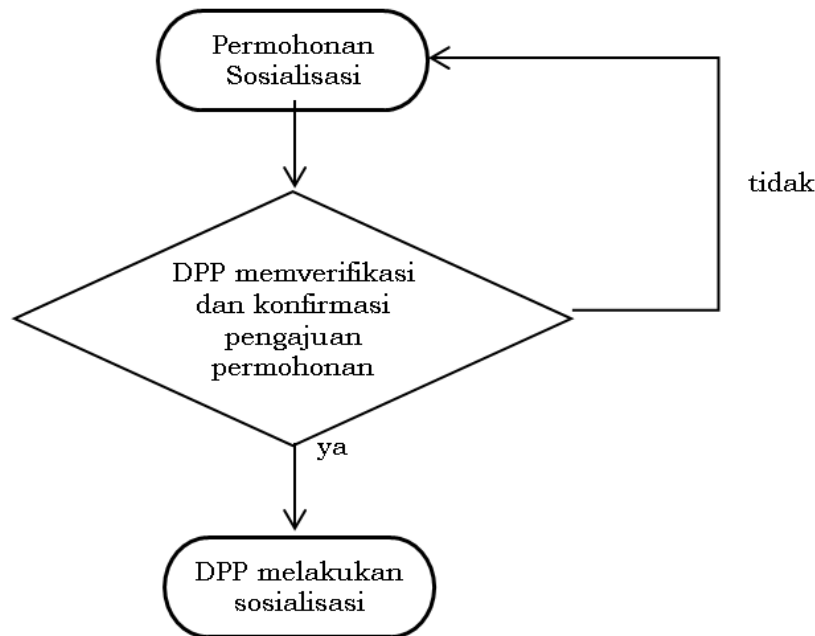 Permohonan
Sosialisasi
tidak
DPP memverifikasi
dan konfirmasi
pengajuan
permohonan
ya
DPP melakukan
sosialisasi